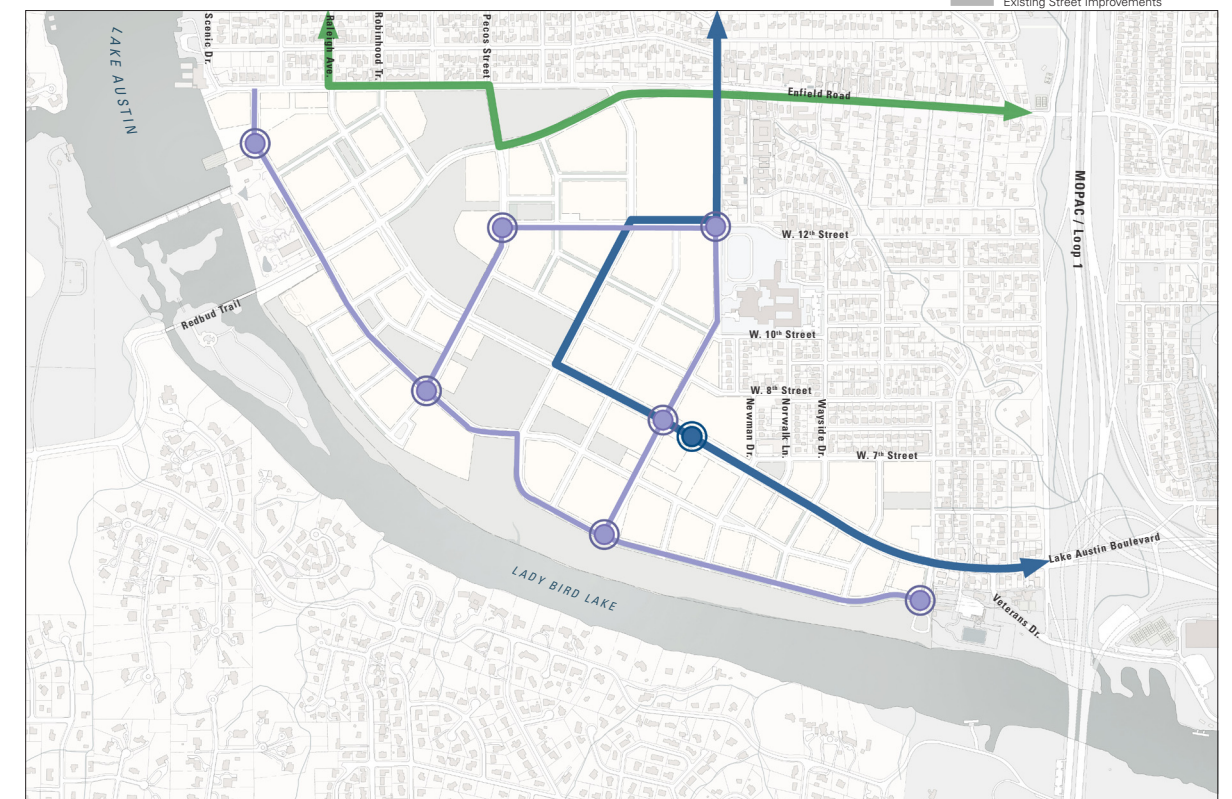 Existing Street Improvements
LAKE AUSTIN
Scenic Dr.
Raleigh Ave.
Robinhood Tr.
Pecos Street
Enfield Road
MOPAC / Loop 1
W. 12th Street
Redbud Trail
W. 10th Street
W. 8th Street
Newman Dr.
Norwalk Ln.
Wayside Dr.
W. 7th Street
Lake Austin Boulevard
LADY BIRD LAKE
Veterans Dr.